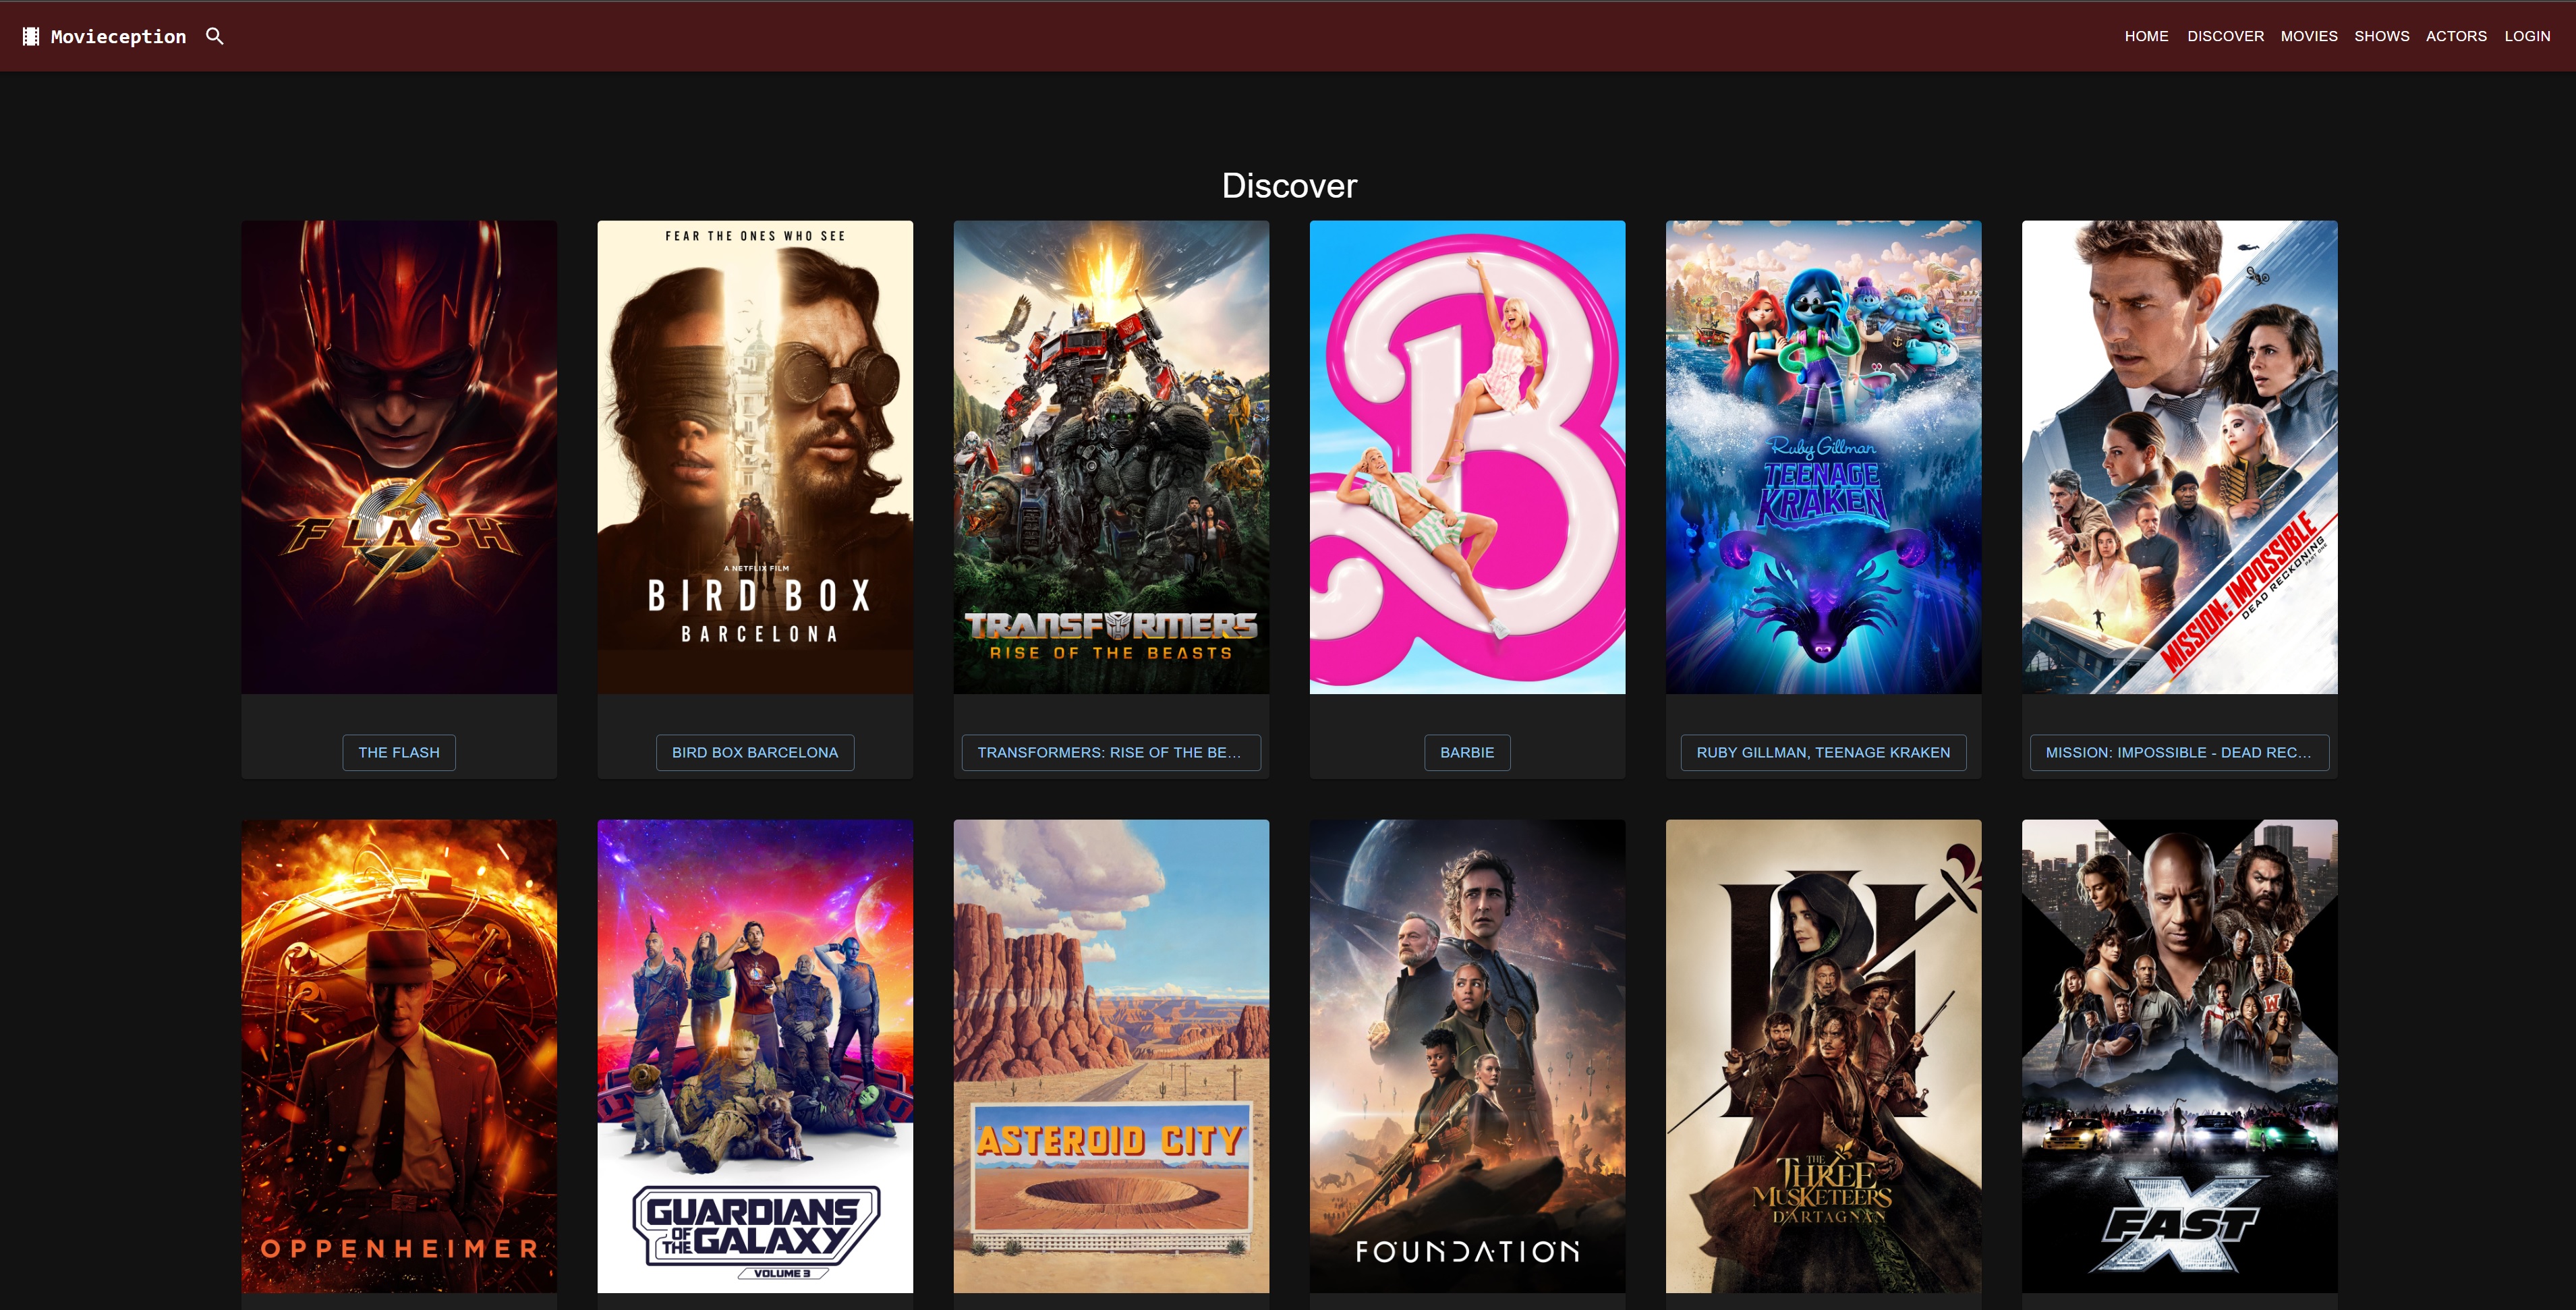 Movieception
HOME DISCOVER MOVIES SHOWS ACTORS LOGIN
Discover
FLASH
FEAR THE ONES WHO SEE
A NETFLIX FILM
BIRD BOX
BARCELONA
TRANSFORMERS
RISE OF THE BEASTS
B
Ruby Gillman
TEENAGE
KRAKEN
MISSION: IMPOSSIBLE
DEAD RECKONING
PART ONE
THE FLASH
BIRD BOX BARCELONA
TRANSFORMERS: RISE OF THE BE...
BARBIE
RUBY GILLMAN, TEENAGE KRAKEN
MISSION: IMPOSSIBLE - DEAD REC...
OPPENHEIMER
GUARDIANS
OF THE GALAXY
VOLUME 3
ASTEROID CITY
FOUNDATION
THE
THREE
MUSKETEERS
D'ARTAGNAN
W
FAST X